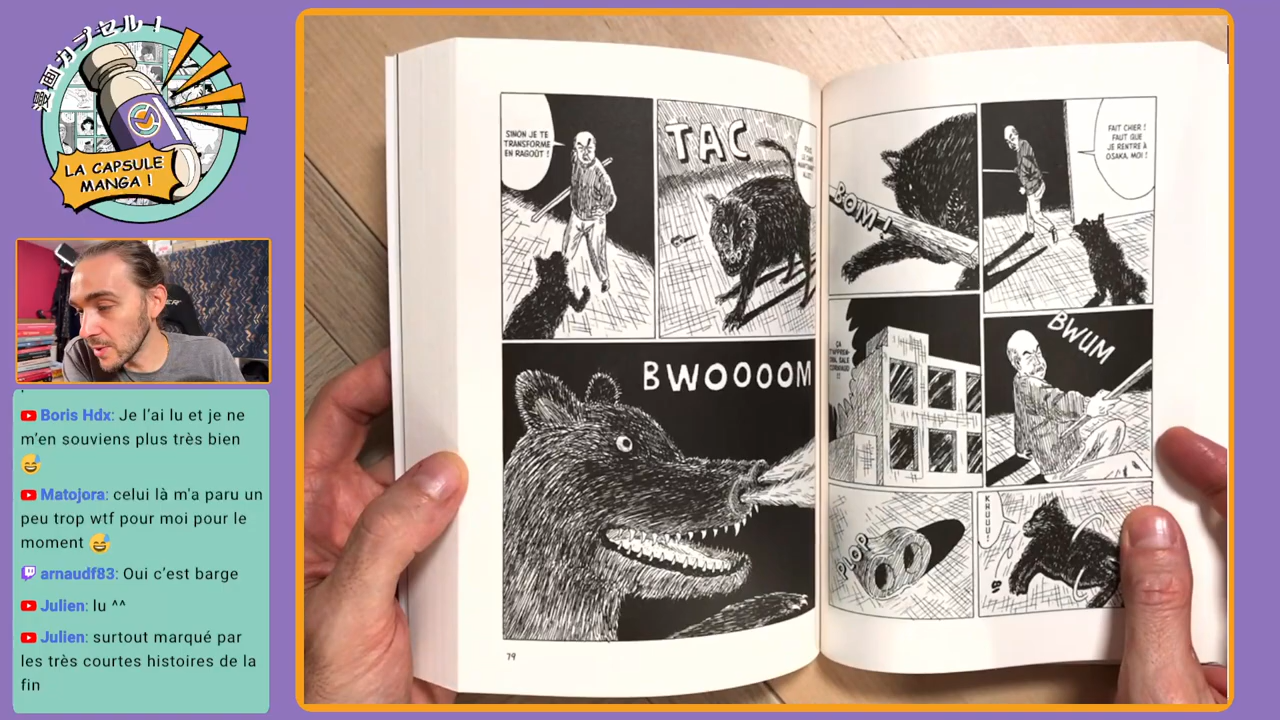 漫画カプセル!
LA CAPSULE
MANGA !
Boris Hdx: Je l'ai lu et je ne
m'en souviens plus très bien
Matojora: celui là m'a paru un
peu trop wtf pour moi pour le
moment
arnaudf83: Oui c'est barge
Julien: lu ^^
Julien: surtout marqué par
les très courtes histoires de la
fin
SINON JE TE
TRANSFORME
EN RAGOÛT !
TAC
BWOOOOM
79
BOM !
FAIT CHIER !
FAUT QUE
JE RENTRE À
OSAKA, MOI !
BWUM
PLOP